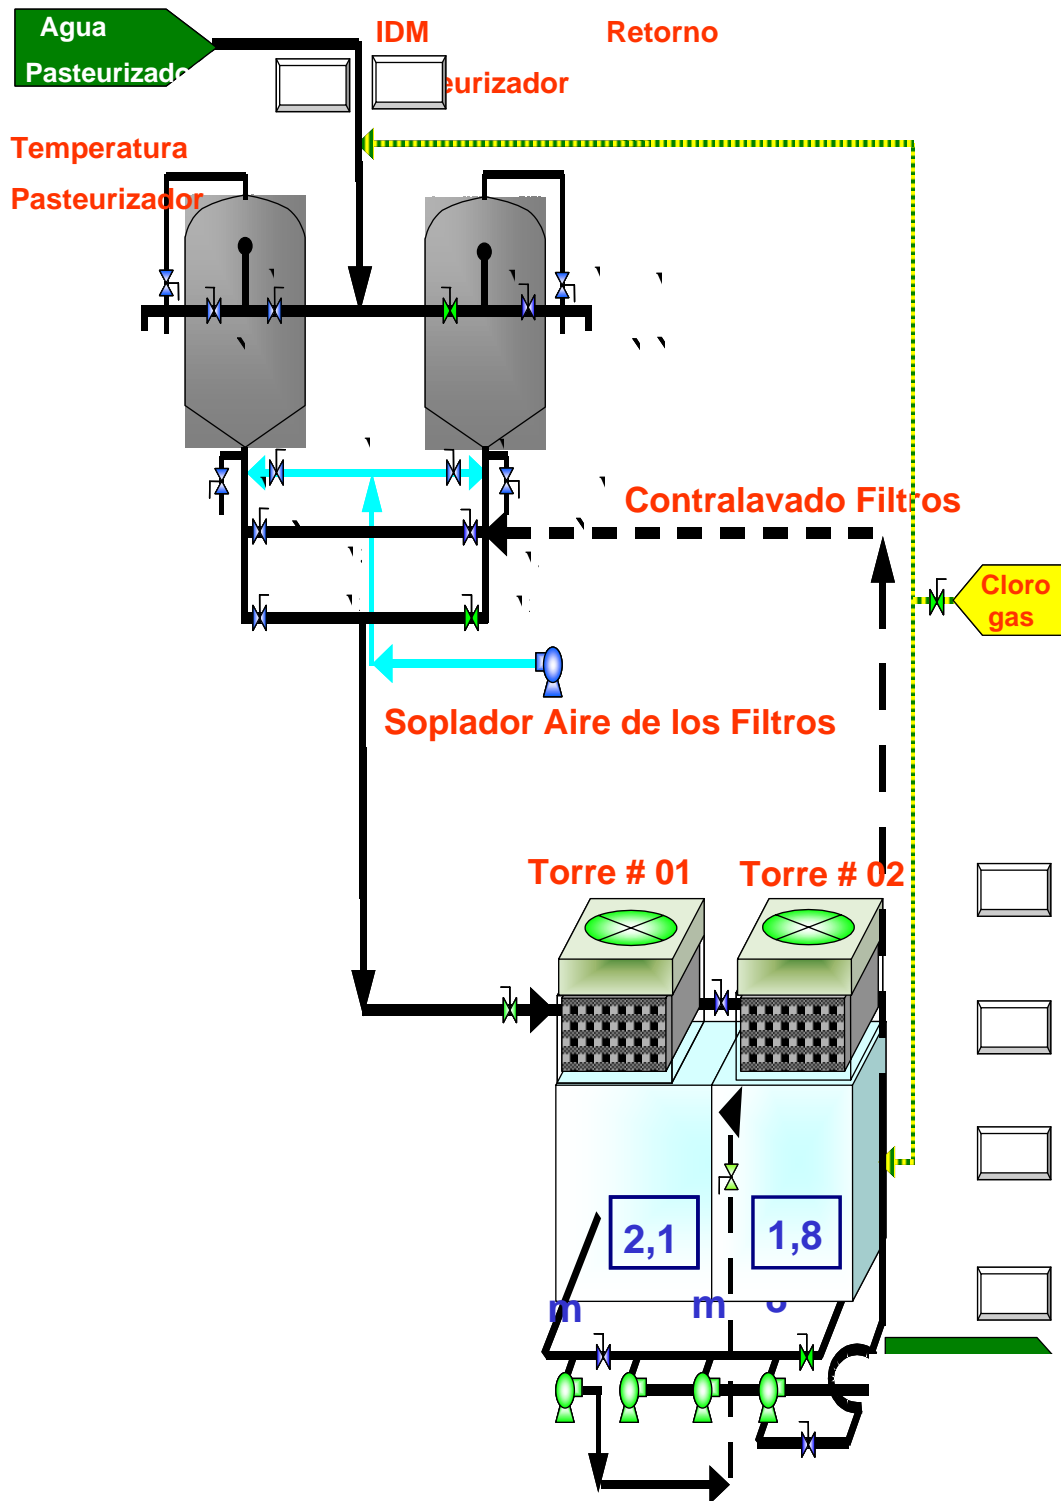 Agua
Pasteurizado
IDM Retorno
eurizador
Temperatura
Pasteurizador
Contralavado Filtros
Cloro
gas
Soplador Aire de los Filtros
Torre # 01
Torre # 02
2,1
1,8
m
m